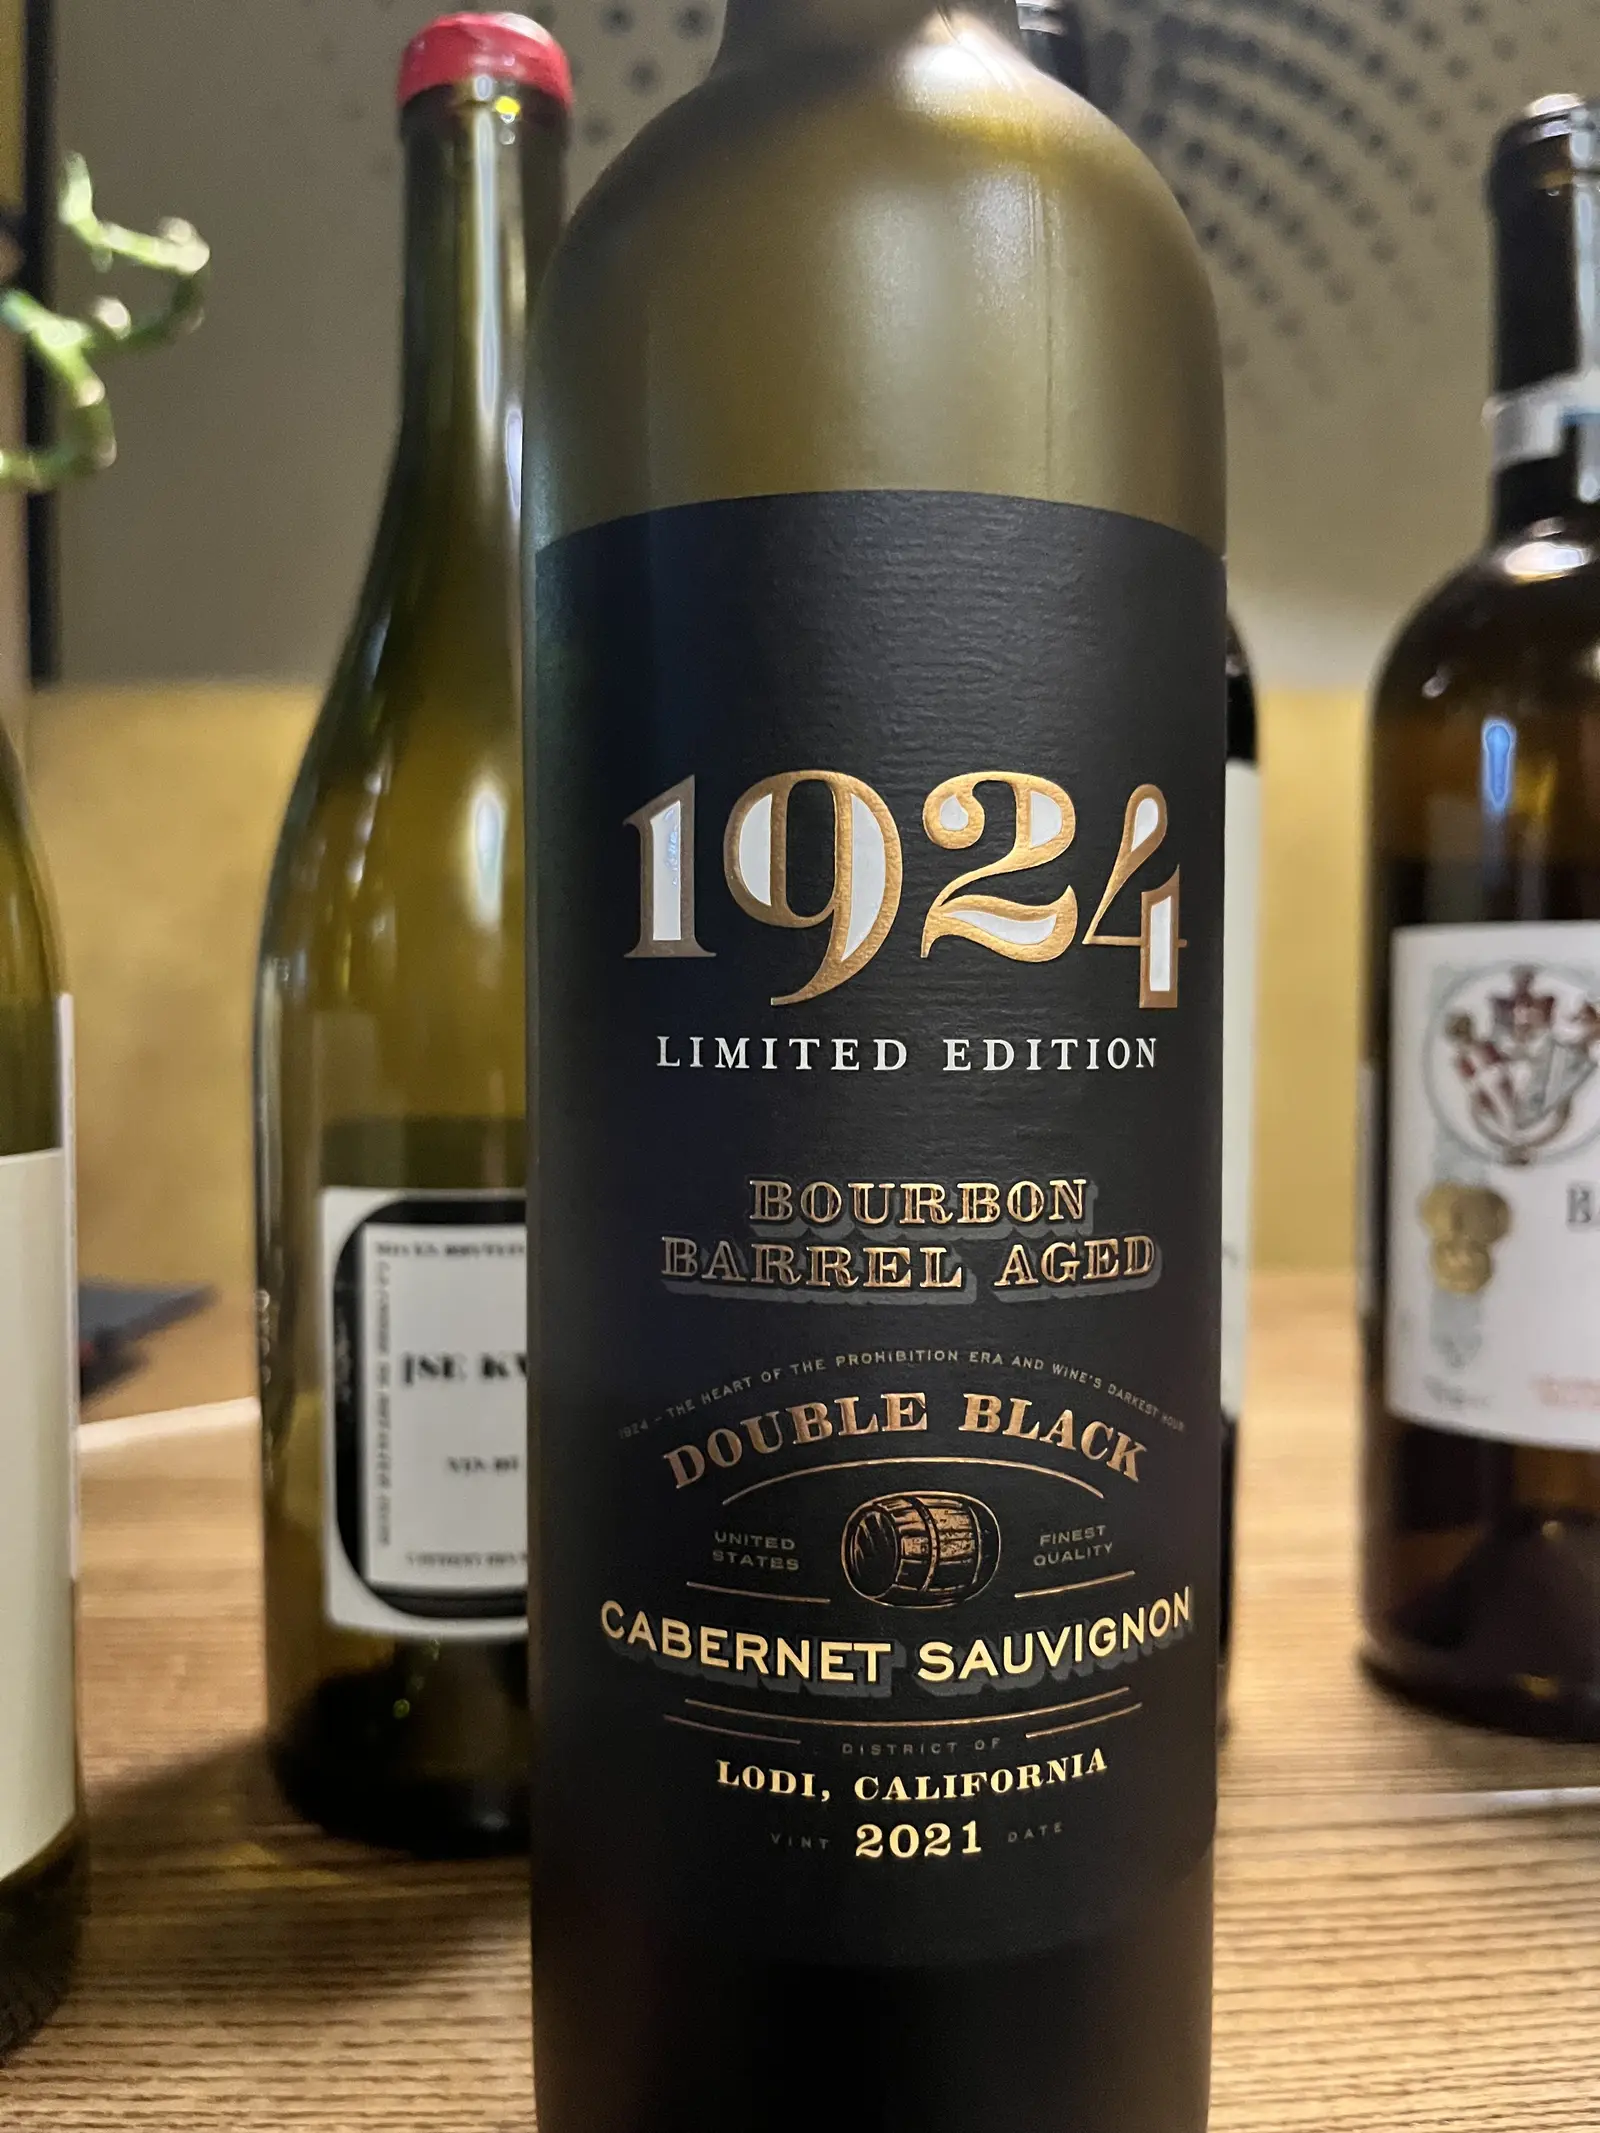 1924
LIMITED EDITION
BOURBON
BARREL AGED
1924 - THE HEART OF THE PROHIBITION ERA AND WINE'S DARKEST HOUR
DOUBLE BLACK
UNITED
STATES
FINEST
QUALITY
CABERNET SAUVIGNON
DISTRICT OF
LODI, CALIFORNIA
VINT 2021 DATE